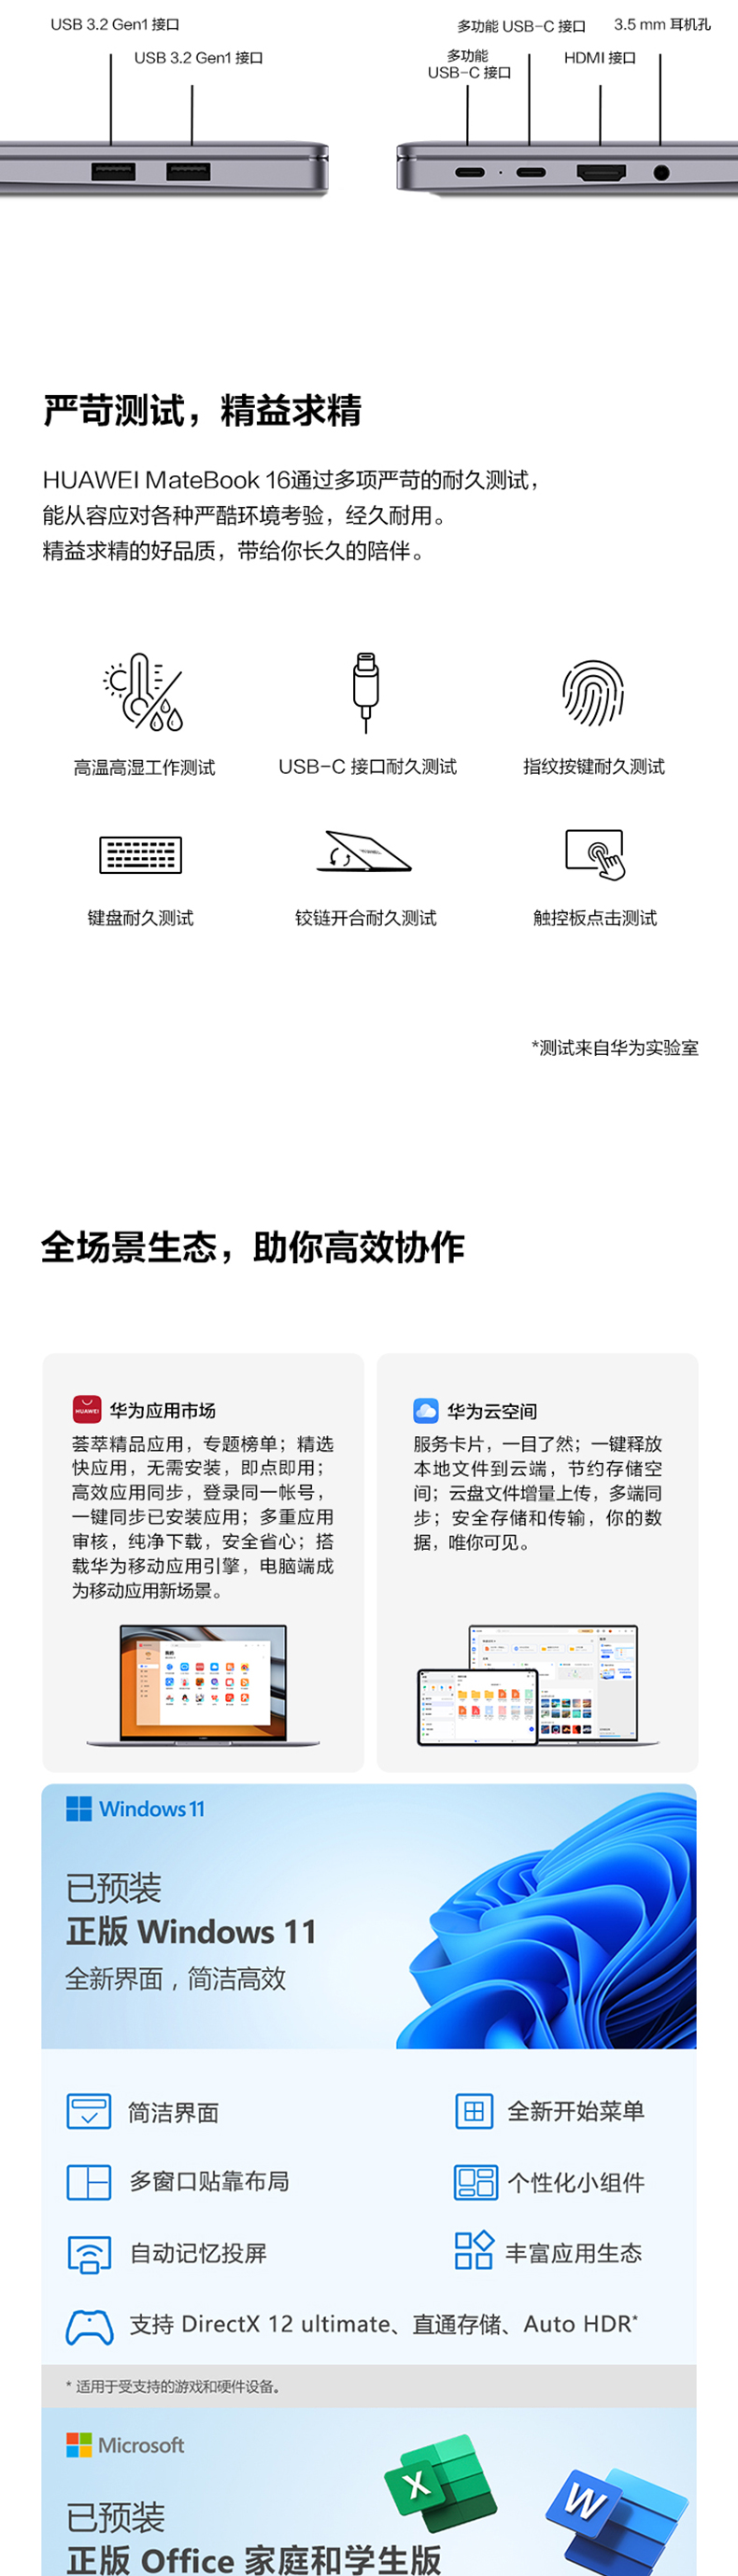 USB 3.2 Gen1 接口
USB 3.2 Gen1 接口
多功能 USB-C 接口
3.5 mm 耳机孔
多功能
USB-C 接口
HDMI 接口
严苛测试，精益求精
HUAWEI MateBook 16通过多项严苛的耐久测试，
能从容应对各种严酷环境考验，经久耐用。
精益求精的好品质，带给你长久的陪伴。
高温高湿工作测试
USB-C 接口耐久测试
指纹按键耐久测试
键盘耐久测试
铰链开合耐久测试
触控板点击测试
*测试来自华为实验室
全场景生态，助你高效协作
HUAWEI
华为应用市场
荟萃精品应用，专题榜单；精选
快应用，无需安装，即点即用；
高效应用同步，登录同一帐号，
一键同步已安装应用；多重应用
审核，纯净下载，安全省心；搭
载华为移动应用引擎，电脑端成
为移动应用新场景。
华为云空间
服务卡片，一目了然；一键释放
本地文件到云端，节约存储空
间；云盘文件增量上传，多端同
步；安全存储和传输，你的数
据，唯你可见。
Windows 11
已预装
正版 Windows 11
全新界面，简洁高效
简洁界面
全新开始菜单
多窗口贴靠布局
个性化小组件
自动记忆投屏
丰富应用生态
支持 DirectX 12 ultimate、直通存储、Auto HDR*
* 适用于受支持的游戏和硬件设备。
Microsoft
已预装
正版 Office 家庭和学生版
X
W